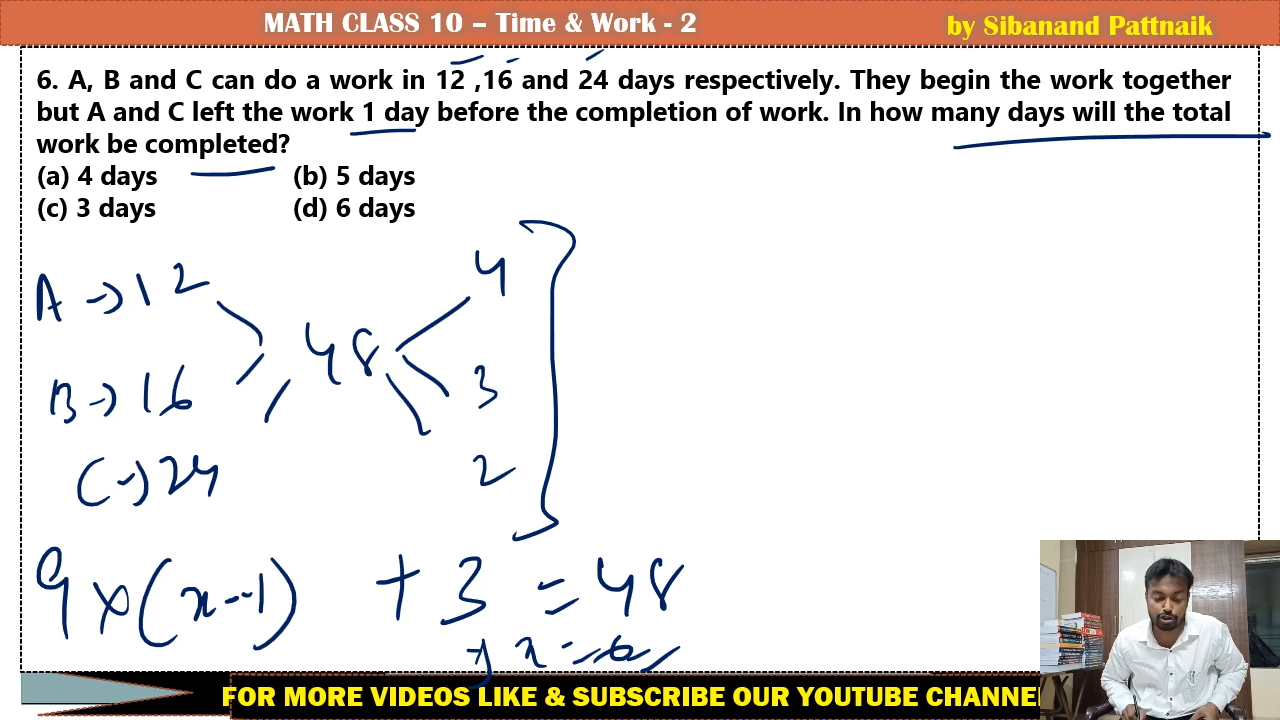 MATH CLASS 10 – Time & Work - 2
by Sibanand Pattnaik
6. A, B and C can do a work in 12 ,16 and 24 days respectively. They begin the work together
but A and C left the work 1 day before the completion of work. In how many days will the total
work be completed?
(a) 4 days (b) 5 days
(c) 3 days (d) 6 days
A → 12
B → 16
C → 24
48
4
3
2
9 × (x - 1) + 3 = 48
x = 6
FOR MORE VIDEOS LIKE & SUBSCRIBE OUR YOUTUBE CHANNE